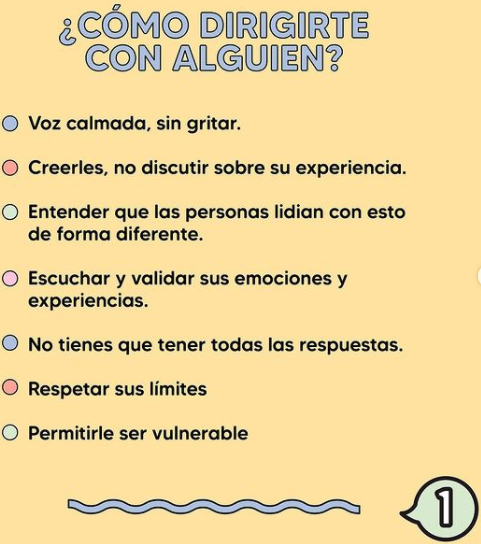 ¿CÓMO DIRIGIRTE
CON ALGUIEN?
Voz calmada, sin gritar.
Creerles, no discutir sobre su experiencia.
Entender que las personas lidian con esto
de forma diferente.
Escuchar y validar sus emociones y
experiencias.
No tienes que tener todas las respuestas.
Respetar sus límites
Permitirle ser vulnerable
1